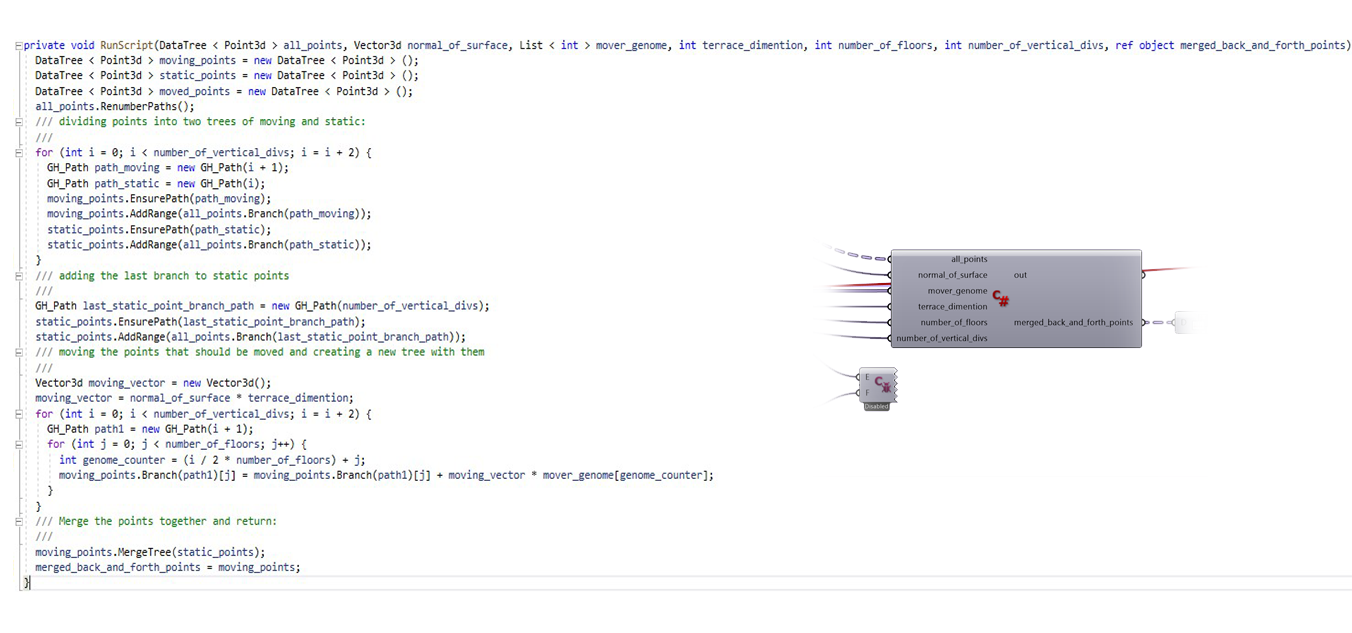 private void RunScript(DataTree < Point3d > all_points, Vector3d normal_of_surface, List < int > mover_genome, int terrace_dimention, int number_of_floors, int number_of_vertical_divs, ref object merged_back_and_forth_points)
DataTree < Point3d > moving_points = new DataTree < Point3d > ();
DataTree < Point3d > static_points = new DataTree < Point3d > ();
DataTree < Point3d > moved_points = new DataTree < Point3d > ();
all_points.RenumberPaths();
/// dividing points into two trees of moving and static:
///
for (int i = 0; i < number_of_vertical_divs; i = i + 2) {
GH_Path path_moving = new GH_Path(i + 1);
GH_Path path_static = new GH_Path(i);
moving_points.EnsurePath(path_moving);
moving_points.AddRange(all_points.Branch(path_moving));
static_points.EnsurePath(path_static);
static_points.AddRange(all_points.Branch(path_static));
}
/// adding the last branch to static points
///
GH_Path last_static_point_branch_path = new GH_Path(number_of_vertical_divs);
static_points.EnsurePath(last_static_point_branch_path);
static_points.AddRange(all_points.Branch(last_static_point_branch_path));
/// moving the points that should be moved and creating a new tree with them
///
Vector3d moving_vector = new Vector3d();
moving_vector = normal_of_surface * terrace_dimention;
for (int i = 0; i < number_of_vertical_divs; i = i + 2) {
GH_Path path1 = new GH_Path(i + 1);
for (int j = 0; j < number_of_floors; j++) {
int genome_counter = (i / 2 * number_of_floors) + j;
moving_points.Branch(path1)[j] = moving_points.Branch(path1)[j] + moving_vector * mover_genome[genome_counter];
}
}
/// Merge the points together and return:
///
moving_points.MergeTree(static_points);
merged_back_and_forth_points = moving_points;
}
all_points
normal_of_surface
mover_genome
terrace_dimention
number_of_floors
number_of_vertical_divs
C#
out
merged_back_and_forth_points
E
F
C
Disabled